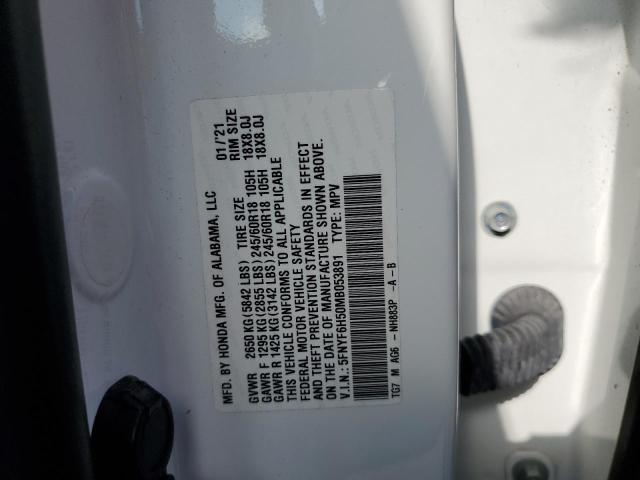 MFD. BY HONDA MFG. OF ALABAMA, LLC 01/'21
GVWR 2650 KG (5842 LBS) TIRE SIZE RIM SIZE
GAWR F 1295 KG (2855 LBS) 245/60R18 105H 18X8.0J
GAWR R 1425 KG (3142 LBS) 245/60R18 105H 18X8.0J
THIS VEHICLE CONFORMS TO ALL APPLICABLE
FEDERAL MOTOR VEHICLE SAFETY
AND THEFT PREVENTION STANDARDS IN EFFECT
ON THE DATE OF MANUFACTURE SHOWN ABOVE.
V.I.N.: 5FNYF6H50MB053891 TYPE: MPV
TG7 M AG6 - NH883P -A -B